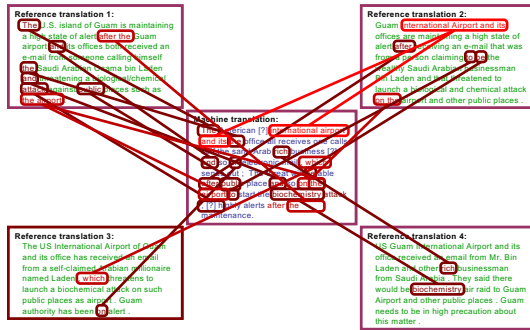 Reference translation 1:
The U.S. island of Guam is maintaining
a high state of alert after the Guam
airport and its offices both received an
e-mail from someone calling himself
the Saudi Arabian Osama bin Laden
and threatening a biological/chemical
attack against public places such as
the airport
Reference translation 2:
Guam International Airport and its
offices are maintaining a high state of
alert after receiving an e-mail that was
from a person claiming to be the
wealthy Saudi Arabian businessman
Bin Laden and that threatened to
launch a biological and chemical attack
on the airport and other public places .
Machine translation:
The American [?] international airport
and its the office all receives one calls
the sand Arab rich business [?]
and so electronic mail , which
sends out ; The threat
after public place and so on the
airport to start the biochemistry attack
, [?] highly alerts after the
maintenance.
Reference translation 3:
The US International Airport of Guam
and its office has received an email
from a self-claimed Arabian millionaire
named Laden , which threatens to
launch a biochemical attack on such
public places as airport . Guam
authority has been on alert .
Reference translation 4:
US Guam International Airport and its
office received an email from Mr. Bin
Laden and other rich businessman
from Saudi Arabia . They said there
would be biochemistry air raid to Guam
Airport and other public places . Guam
needs to be in high precaution about
this matter .